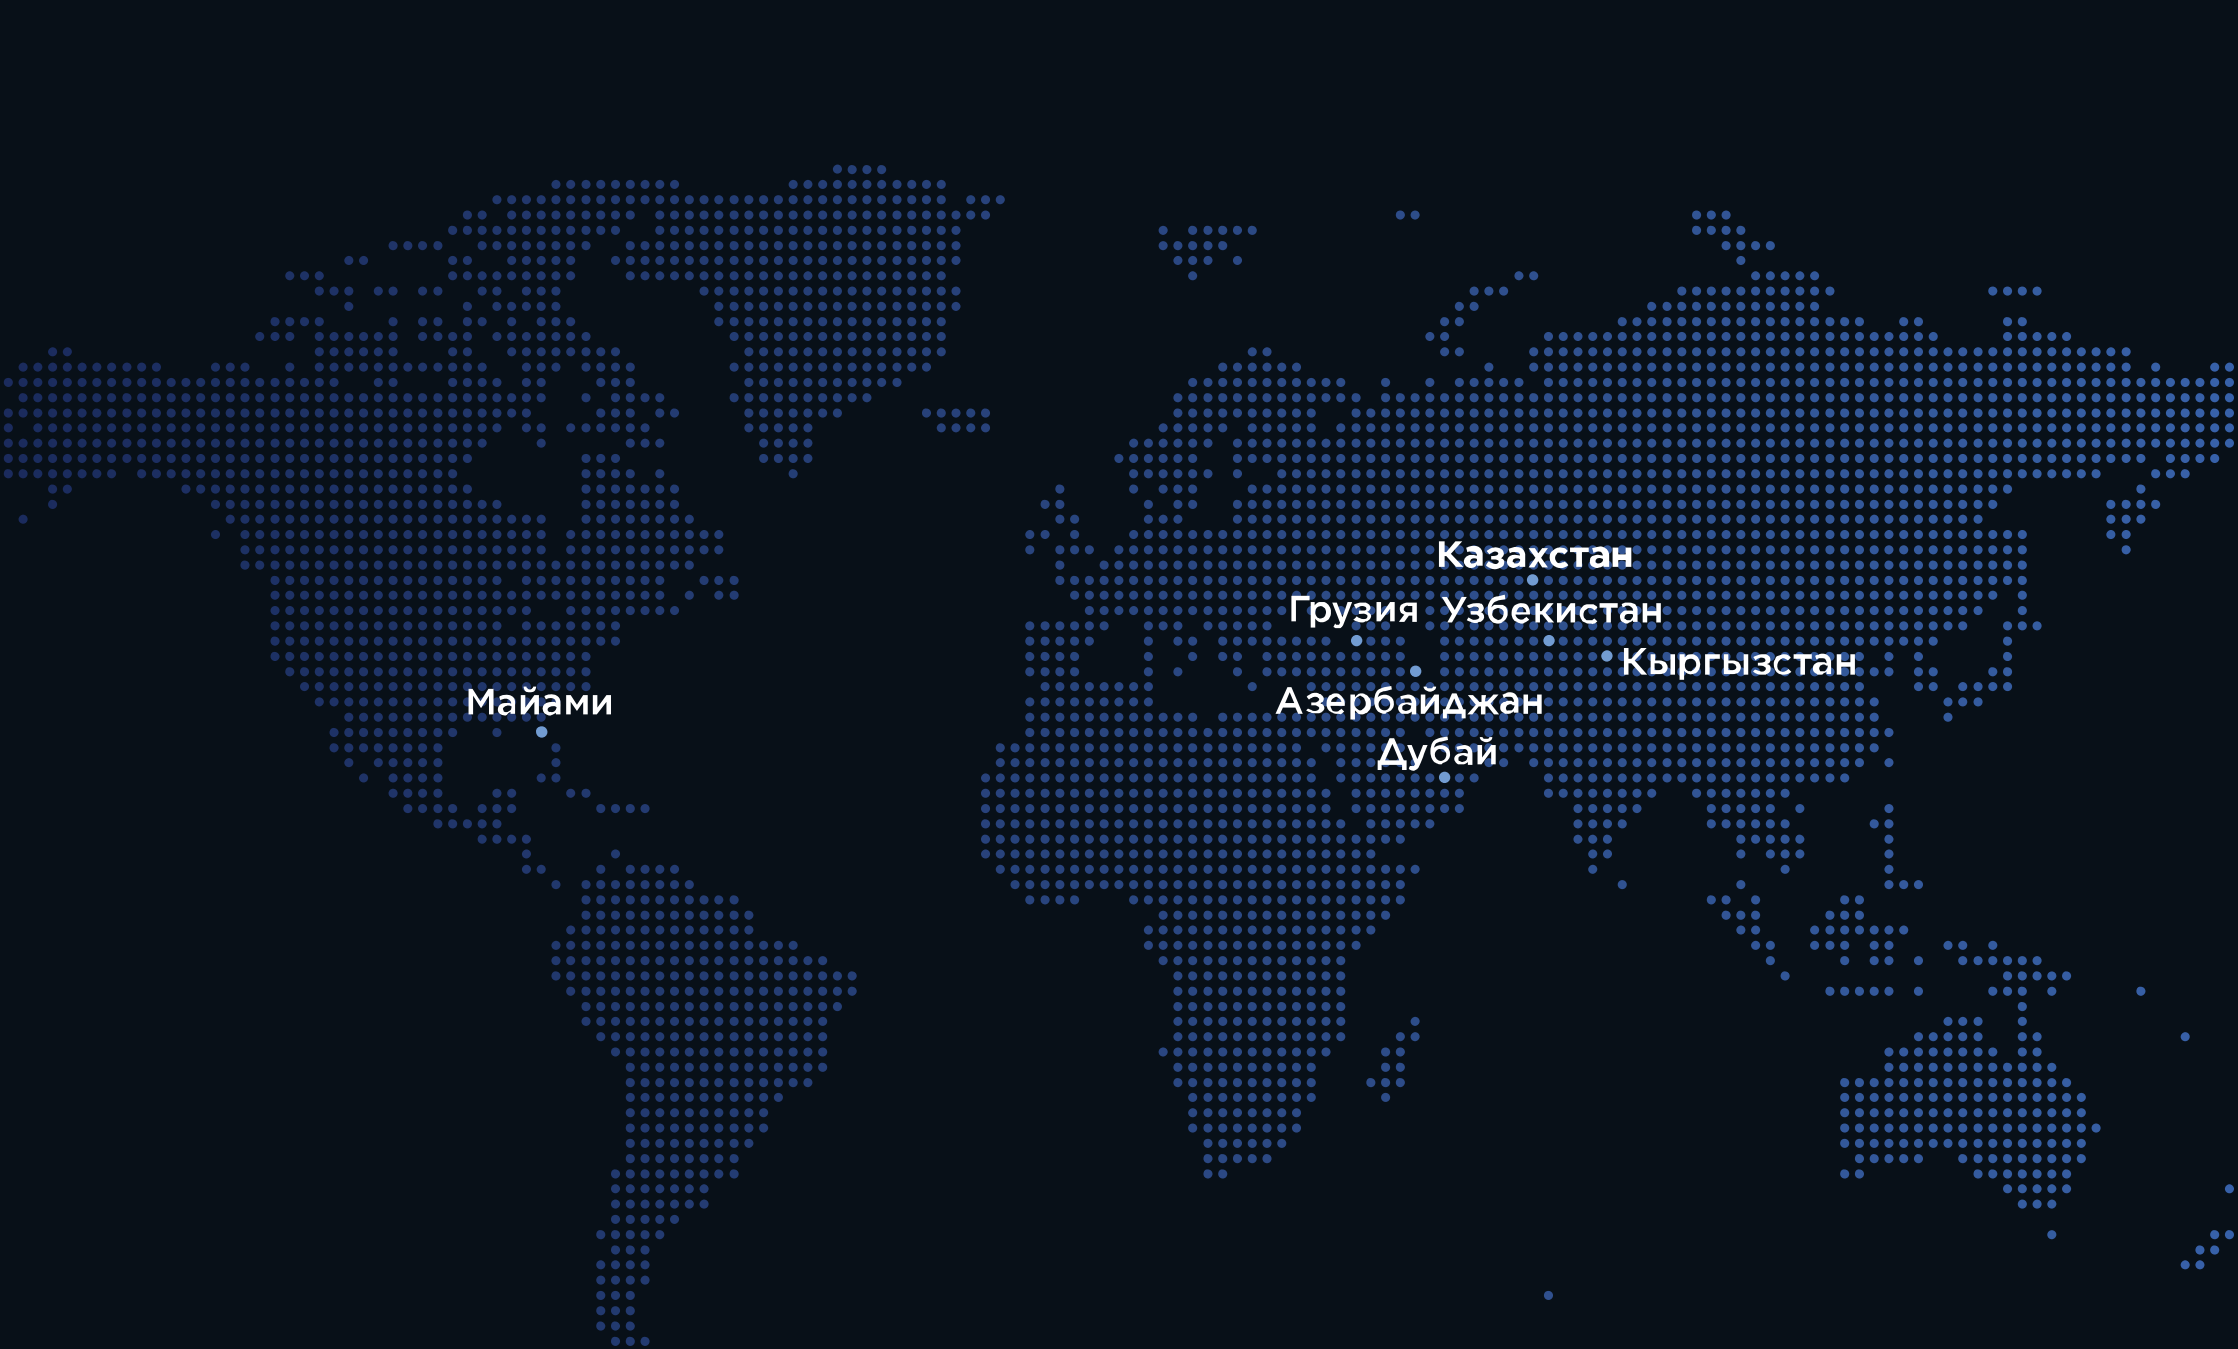 Казахстан
Грузия
Узбекистан
Кыргызстан
Майами
Азербайджан
Дубай